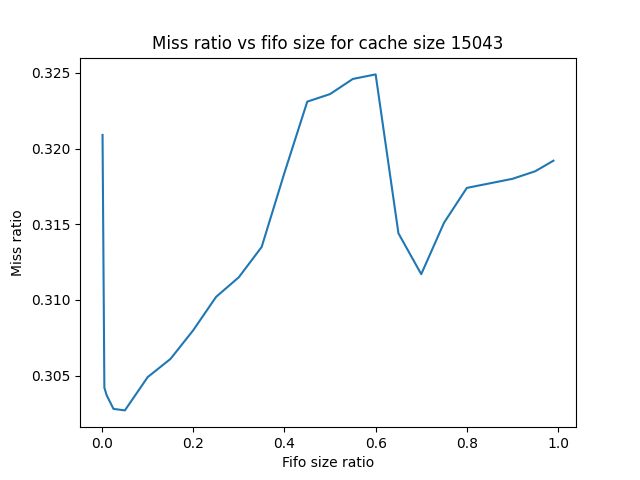 Miss ratio vs fifo size for cache size 15043
0.325
0.320
0.315
0.310
0.305
Miss ratio
0.0 0.2 0.4 0.6 0.8 1.0
Fifo size ratio